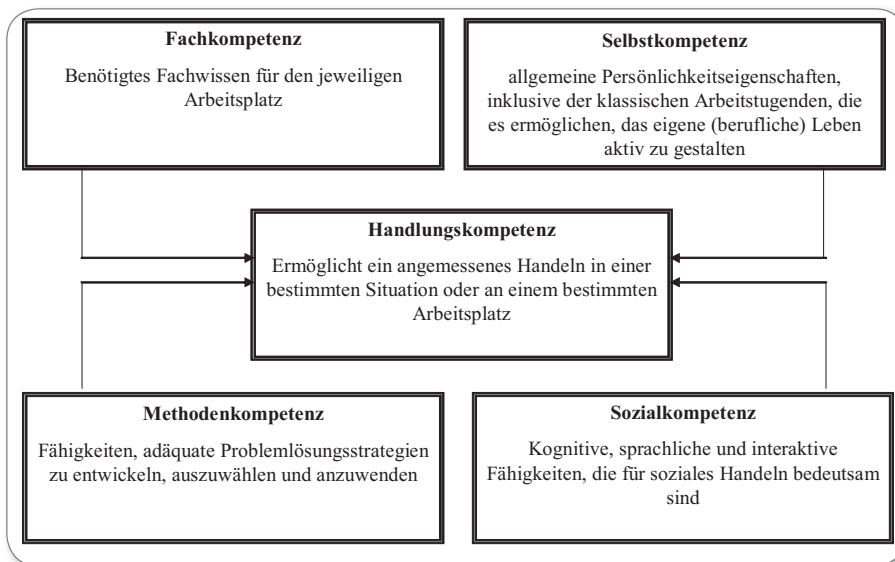 Fachkompetenz
Benötigtes Fachwissen für den jeweiligen
Arbeitsplatz
Selbstkompetenz
allgemeine Persönlichkeitseigenschaften,
inklusive der klassischen Arbeitstugenden, die
es ermöglichen, das eigene (berufliche) Leben
aktiv zu gestalten
Handlungskompetenz
Ermöglicht ein angemessenes Handeln in einer
bestimmten Situation oder an einem bestimmten
Arbeitsplatz
Methodenkompetenz
Fähigkeiten, adäquate Problemlösungsstrategien
zu entwickeln, auszuwählen und anzuwenden
Sozialkompetenz
Kognitive, sprachliche und interaktive
Fähigkeiten, die für soziales Handeln bedeutsam
sind